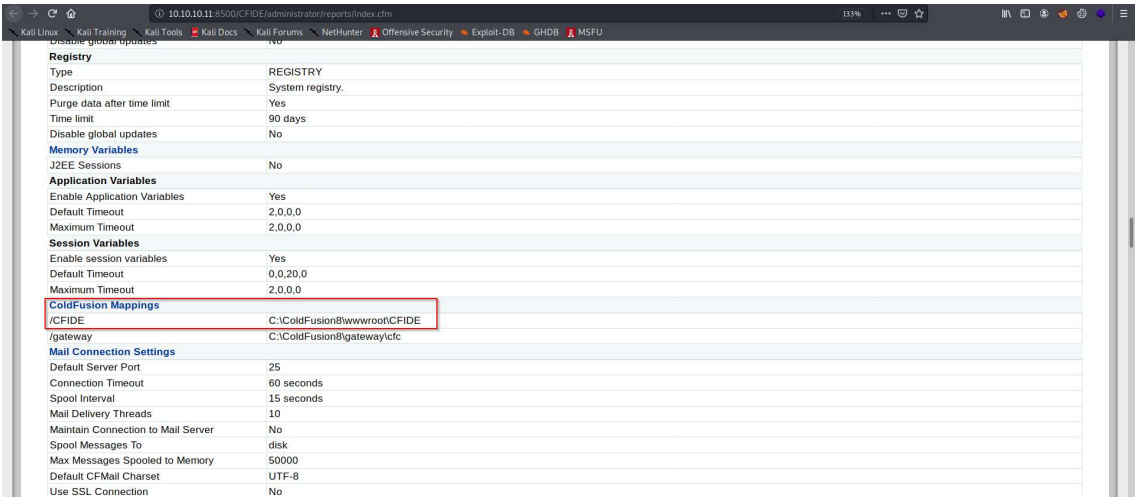 10.10.10.11:8500/CFIDE/administrator/reports/index.cfm 133%
Kali Linux Kali Training Kali Tools Kali Docs Kali Forums NetHunter Offensive Security Exploit-DB GHDB MSFU
Disable global updates No
Registry
Type REGISTRY
Description System registry.
Purge data after time limit Yes
Time limit 90 days
Disable global updates No
Memory Variables
J2EE Sessions No
Application Variables
Enable Application Variables Yes
Default Timeout 2,0,0,0
Maximum Timeout 2,0,0,0
Session Variables
Enable session variables Yes
Default Timeout 0,0,20,0
Maximum Timeout 2,0,0,0
ColdFusion Mappings
/CFIDE C:\ColdFusion8\wwwroot\CFIDE
/gateway C:\ColdFusion8\gateway\cfc
Mail Connection Settings
Default Server Port 25
Connection Timeout 60 seconds
Spool Interval 15 seconds
Mail Delivery Threads 10
Maintain Connection to Mail Server No
Spool Messages To disk
Max Messages Spooled to Memory 50000
Default CFMail Charset UTF-8
Use SSL Connection No